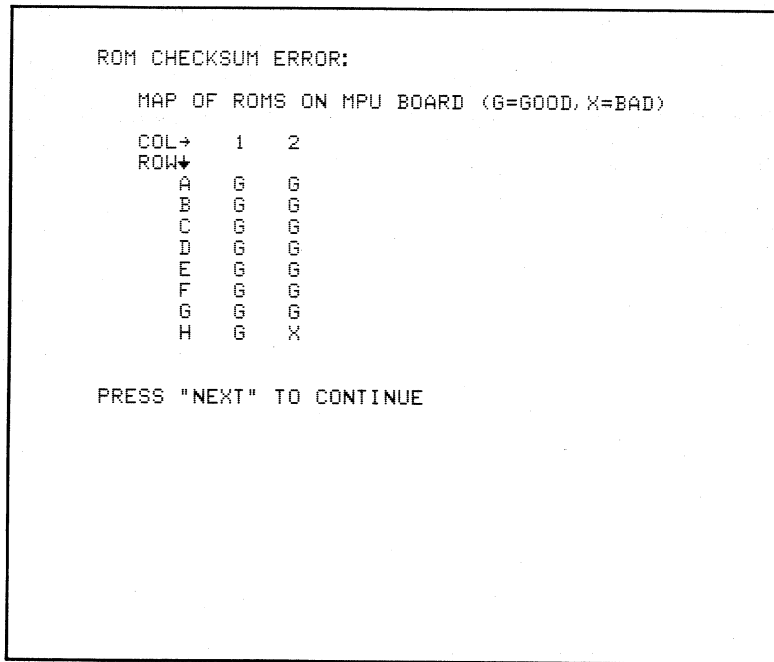 ROM CHECKSUM ERROR:
MAP OF ROMS ON MPU BOARD (G=GOOD, X=BAD)
COL→ 1 2
ROW↓
A G G
B G G
C G G
D G G
E G G
F G G
G G G
H G X
PRESS "NEXT" TO CONTINUE